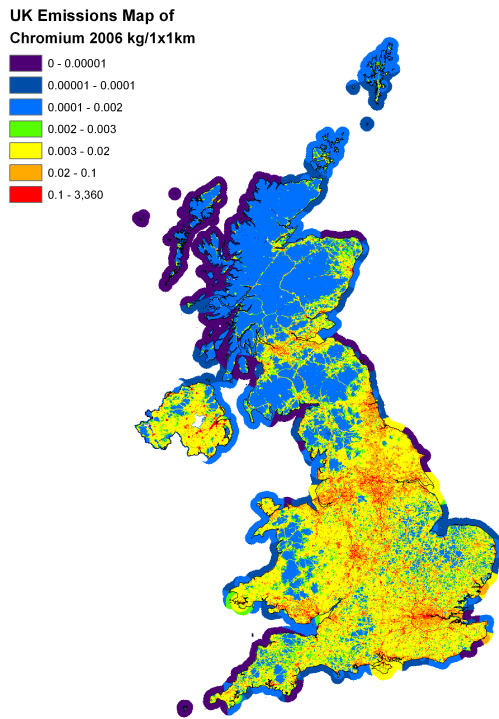 UK Emissions Map of
Chromium 2006 kg/1x1km
0 - 0.00001
0.00001 - 0.0001
0.0001 - 0.002
0.002 - 0.003
0.003 - 0.02
0.02 - 0.1
0.1 - 3,360